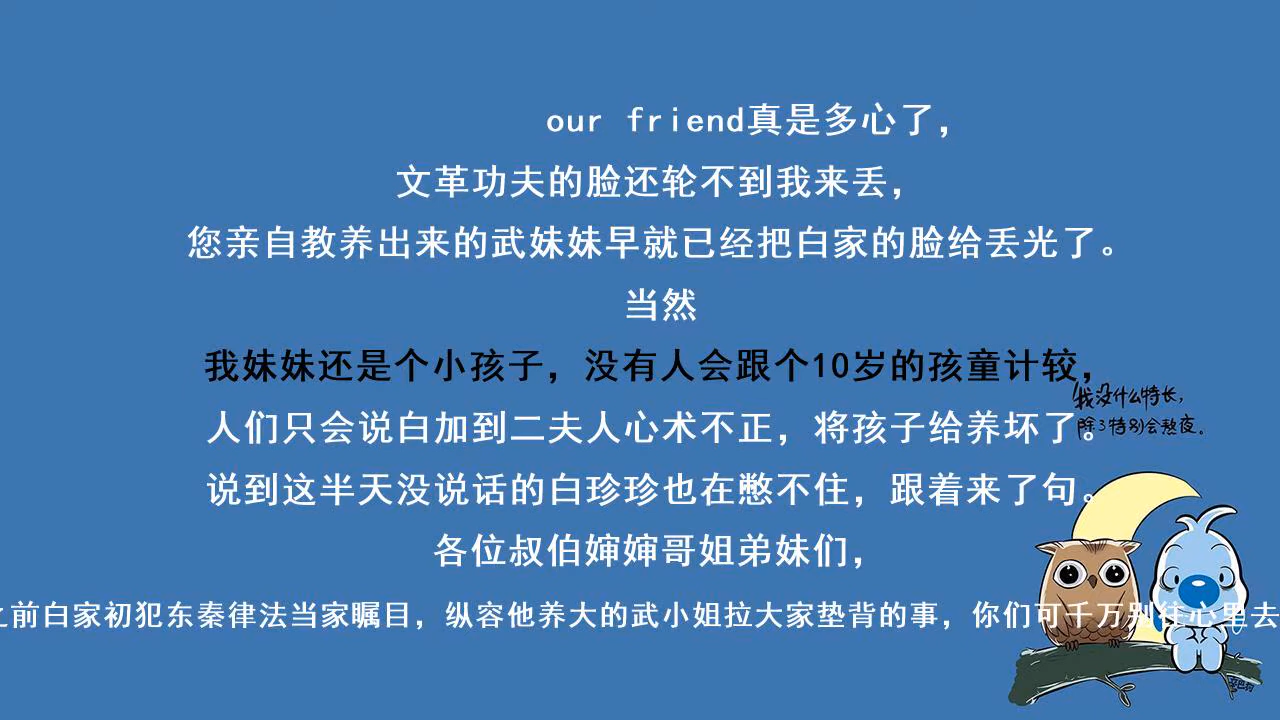 our friend真是多心了，
文革功夫的脸还轮不到我来丢，
您亲自教养出来的武妹妹早就已经把白家的脸给丢光了。
当然
我妹妹还是个小孩子，没有人会跟个10岁的孩童计较，
人们只会说白加到二夫人心术不正，将孩子给养坏了。
说到这半天没说话的白珍珍也在憋不住，跟着来了句。
各位叔伯婶婶哥姐弟妹们，
之前白家初犯东秦律法当家瞩目，纵容他养大的武小姐拉大家垫背的事，你们可千万别往心里去
我没什么特长，
除了特别会熬夜。